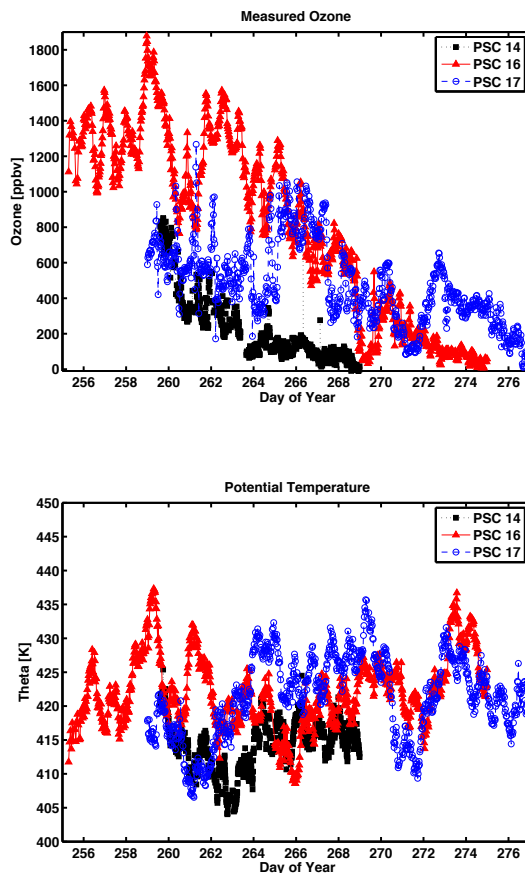 Measured Ozone
Ozone [ppbv]
1800
1600
1400
1200
1000
800
600
400
200
0
PSC 14
PSC 16
PSC 17
256 258 260 262 264 266 268 270 272 274 276
Day of Year
Potential Temperature
Theta [K]
450
445
440
435
430
425
420
415
410
405
400
PSC 14
PSC 16
PSC 17
256 258 260 262 264 266 268 270 272 274 276
Day of Year